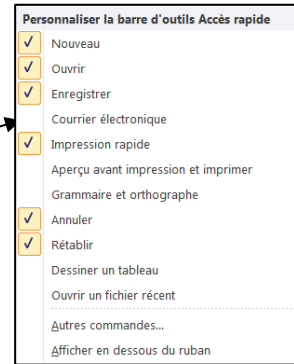 Personnaliser la barre d'outils Accès rapide
Nouveau
Ouvrir
Enregistrer
Courrier électronique
Impression rapide
Aperçu avant impression et imprimer
Grammaire et orthographe
Annuler
Rétablir
Dessiner un tableau
Ouvrir un fichier récent
Autres commandes...
Afficher en dessous du ruban